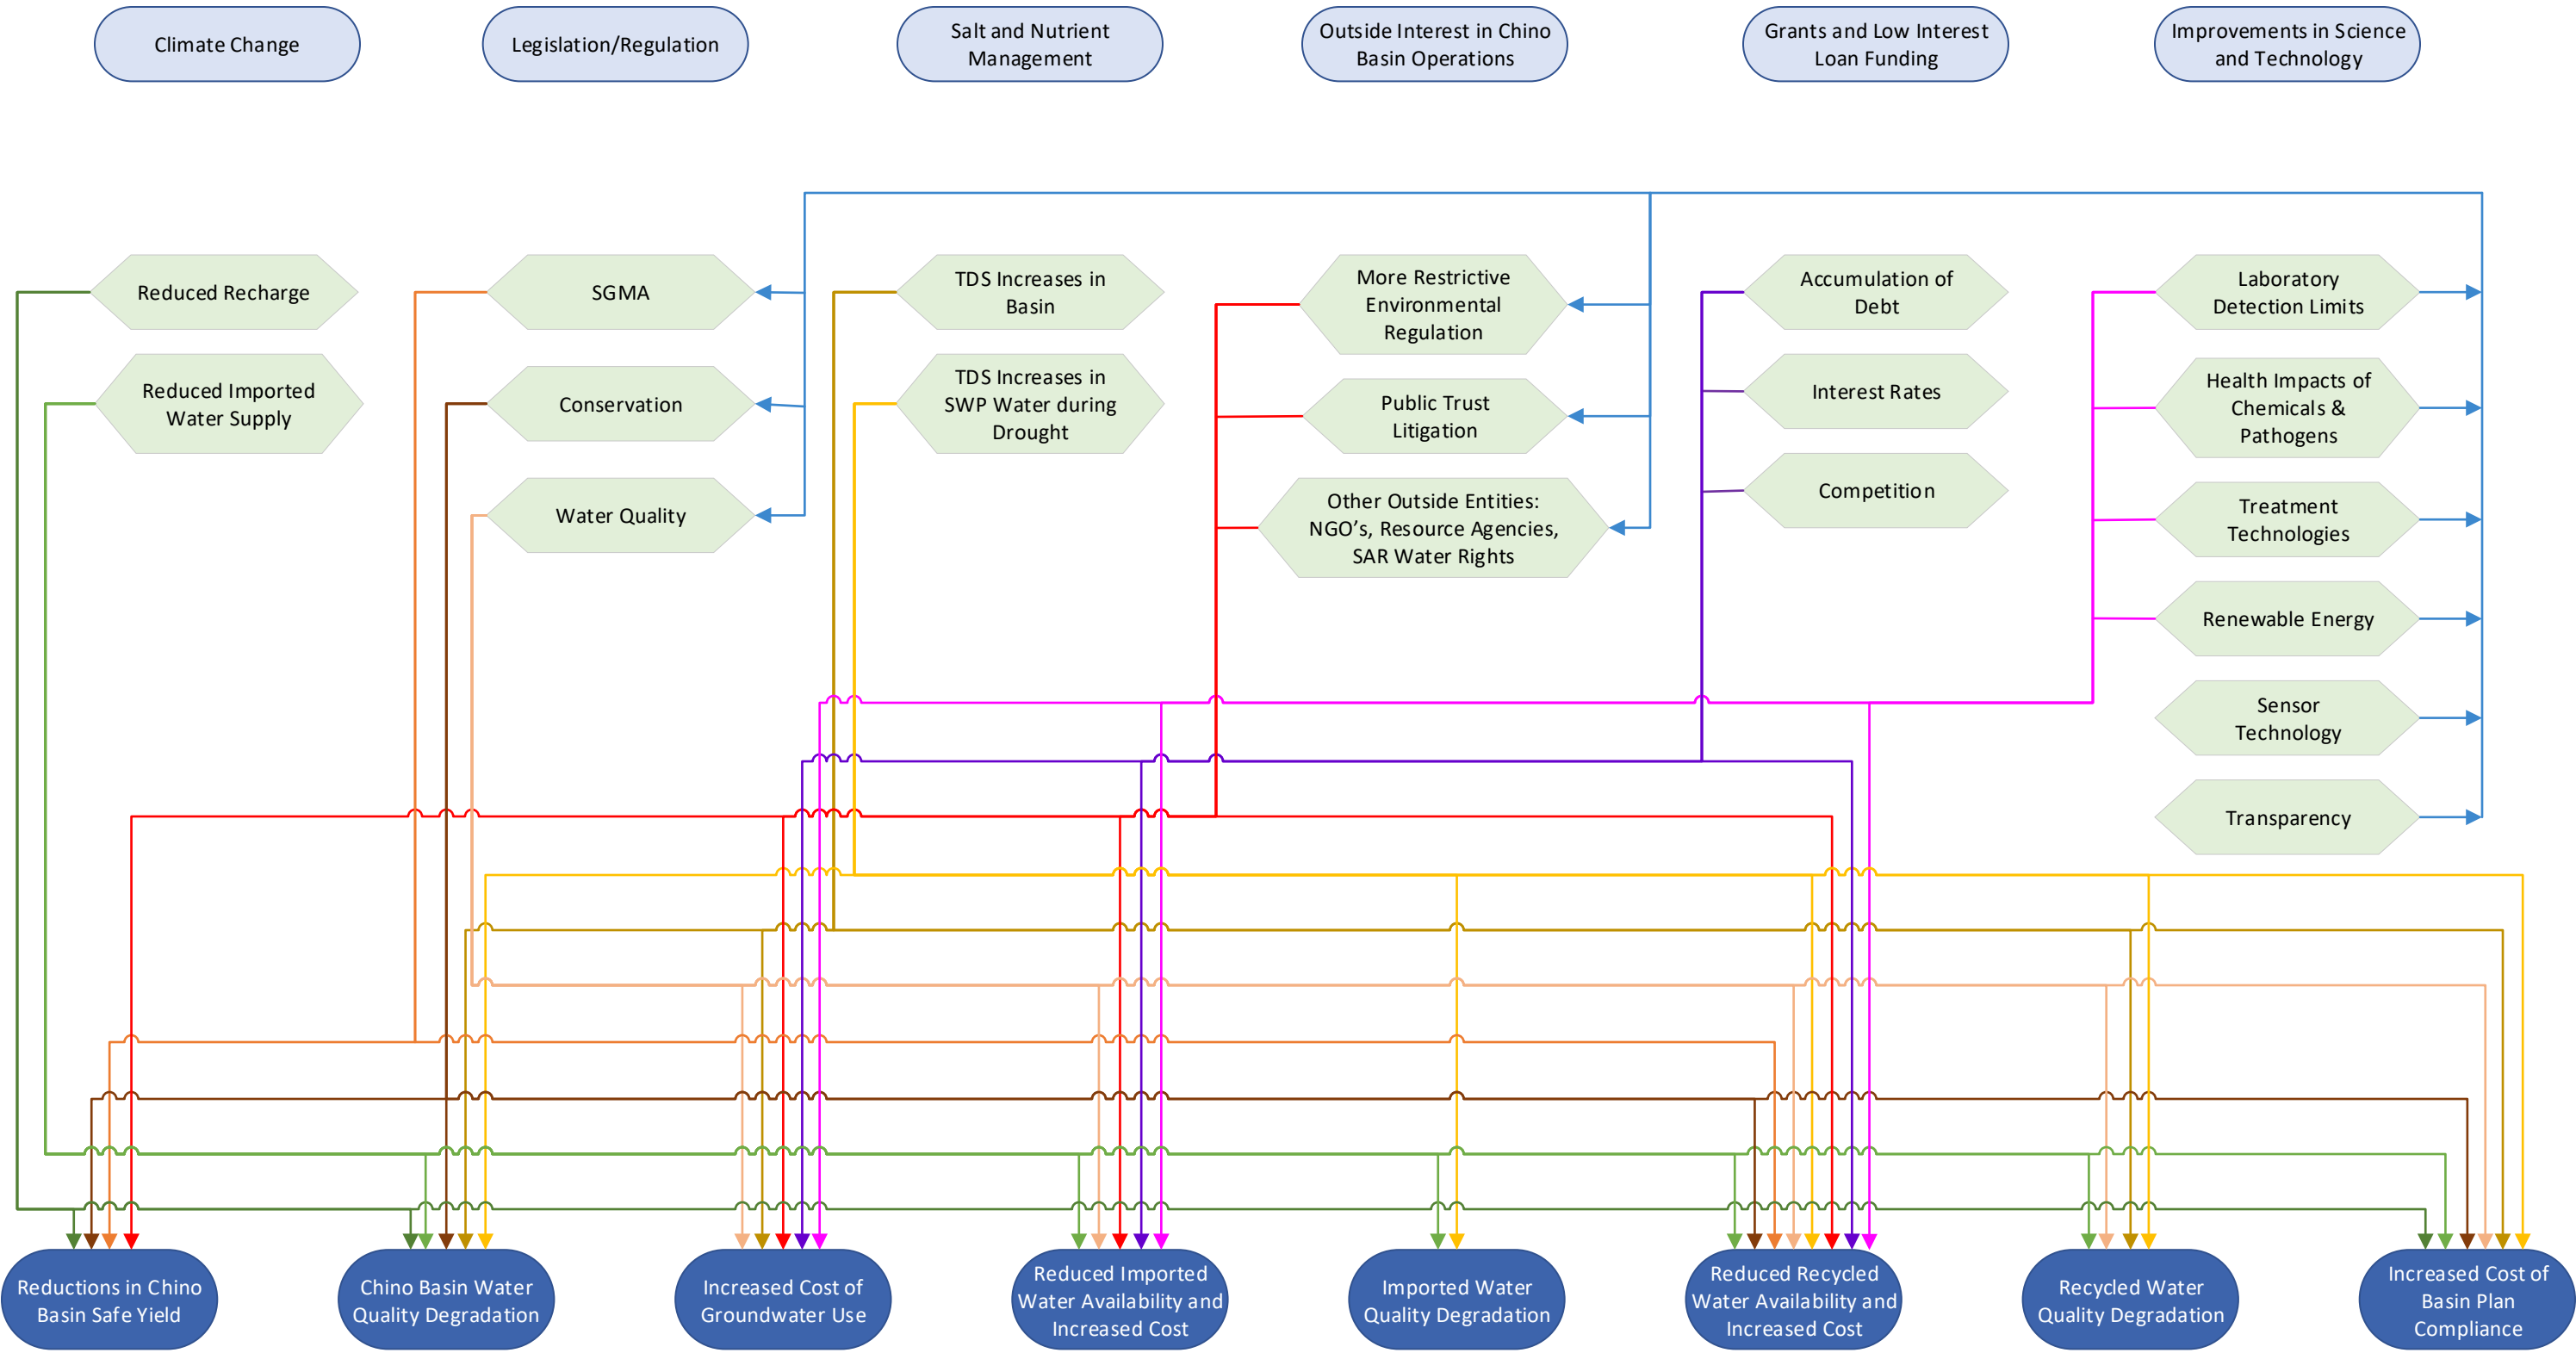 Climate Change
Legislation/Regulation
Salt and Nutrient
Management
Outside Interest in Chino
Basin Operations
Grants and Low Interest
Loan Funding
Improvements in Science
and Technology
Reduced Recharge
Reduced Imported
Water Supply
SGMA
Conservation
Water Quality
TDS Increases in
Basin
TDS Increases in
SWP Water during
Drought
More Restrictive
Environmental
Regulation
Public Trust
Litigation
Other Outside Entities:
NGO’s, Resource Agencies,
SAR Water Rights
Accumulation of
Debt
Interest Rates
Competition
Laboratory
Detection Limits
Health Impacts of
Chemicals &
Pathogens
Treatment
Technologies
Renewable Energy
Sensor
Technology
Transparency
Reductions in Chino
Basin Safe Yield
Chino Basin Water
Quality Degradation
Increased Cost of
Groundwater Use
Reduced Imported
Water Availability and
Increased Cost
Imported Water
Quality Degradation
Reduced Recycled
Water Availability and
Increased Cost
Recycled Water
Quality Degradation
Increased Cost of
Basin Plan
Compliance